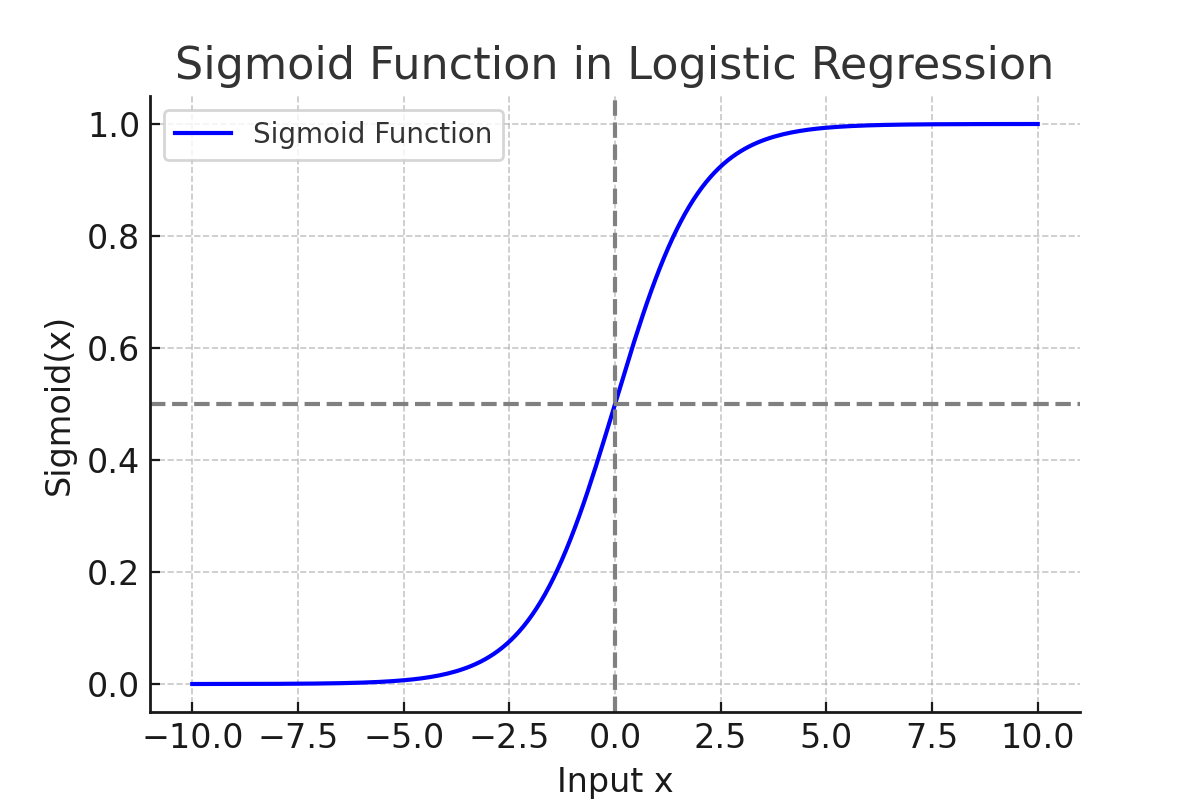 Sigmoid Function in Logistic Regression
Sigmoid Function
1.0
0.8
0.6
0.4
0.2
0.0
Sigmoid(x)
−10.0 −7.5 −5.0 −2.5 0.0 2.5 5.0 7.5 10.0
Input x